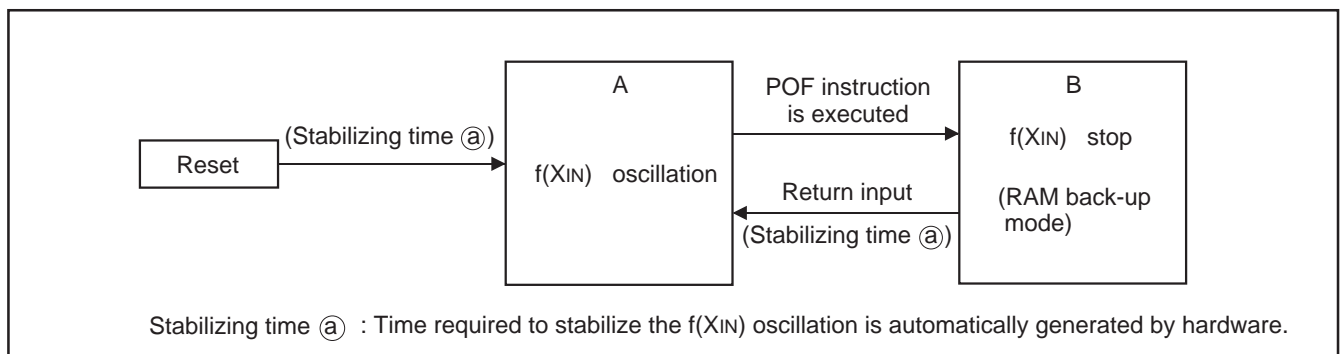 Reset
(Stabilizing time ⓐ)
A
f(XIN) oscillation
POF instruction
is executed
Return input
(Stabilizing time ⓐ)
B
f(XIN) stop
(RAM back-up
mode)
Stabilizing time ⓐ : Time required to stabilize the f(XIN) oscillation is automatically generated by hardware.